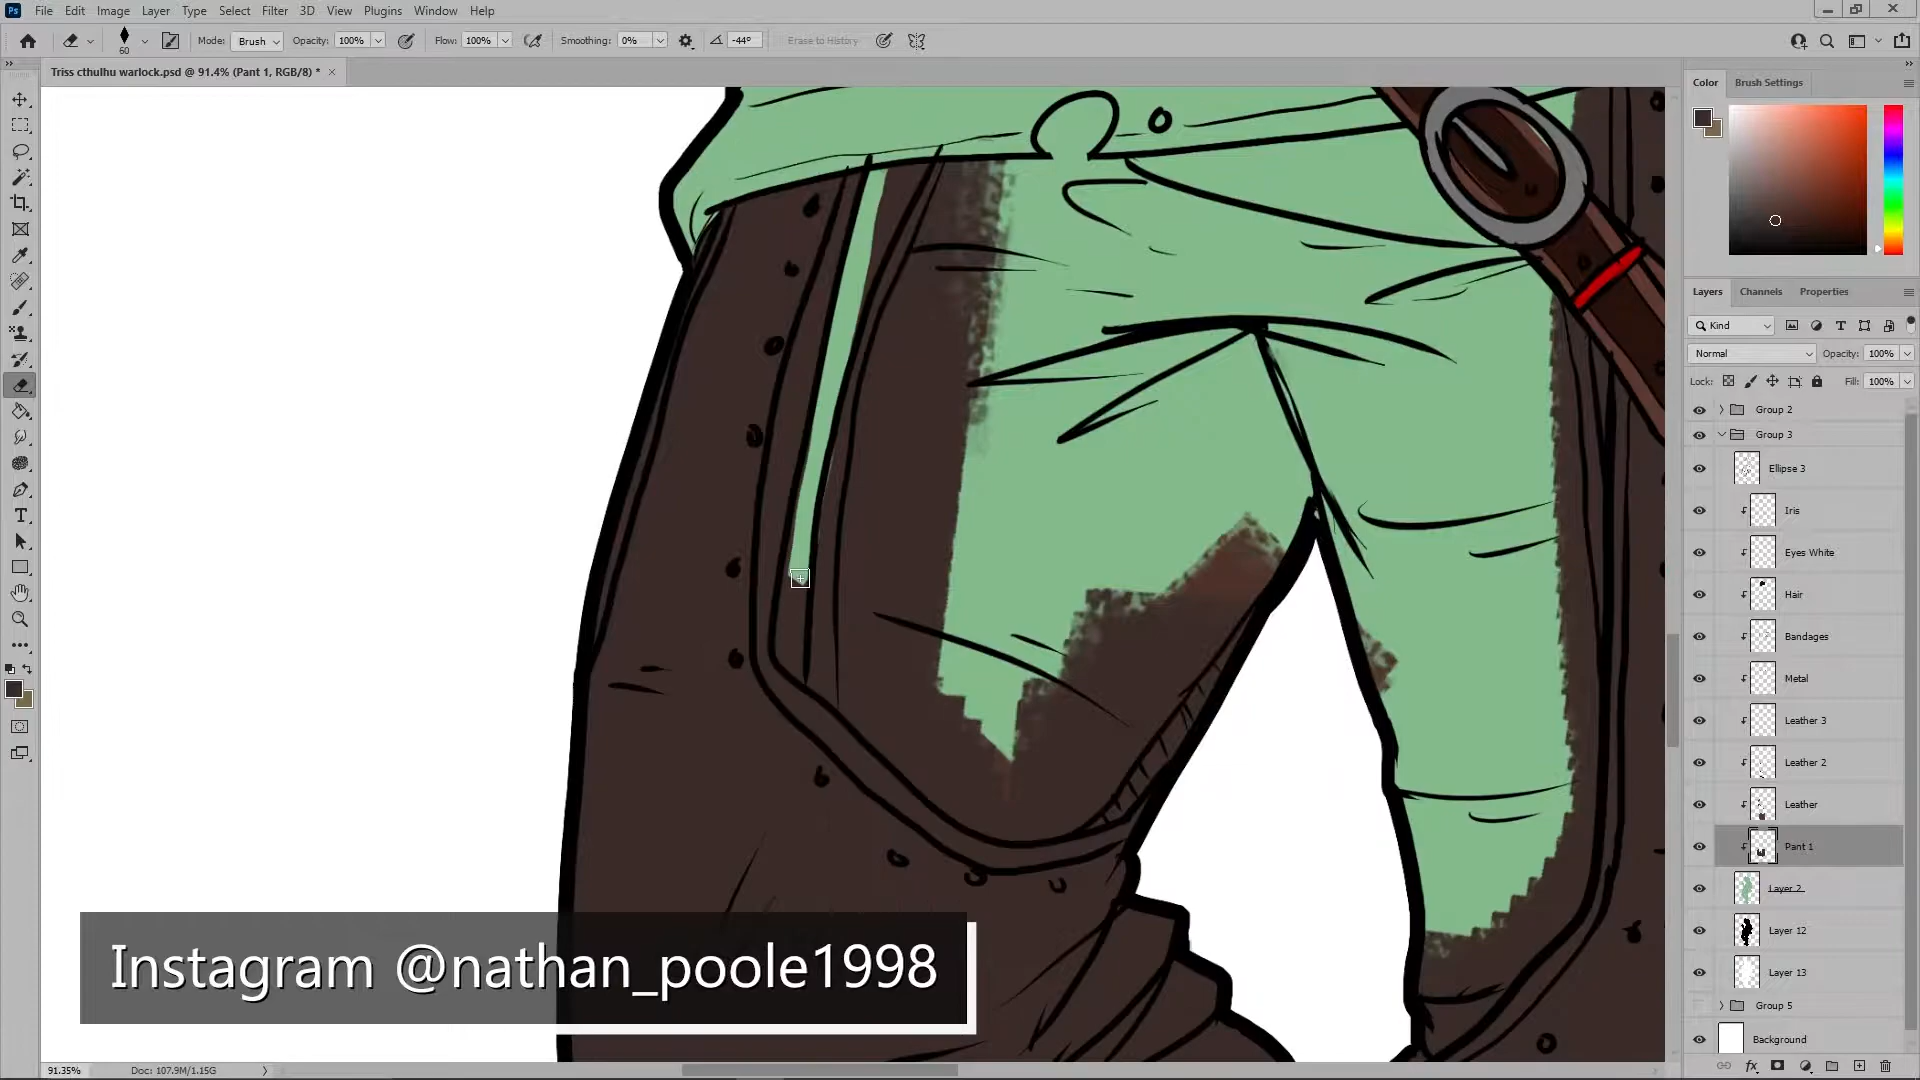 Ps File Edit Image Layer Type Select Filter 3D View Plugins Window Help
60 Mode: Brush Opacity: 100% Flow: 100% Smoothing: 0% -44° Erase to History
Triss cthulhu warlock.psd @ 91.4% (Pant 1, RGB/8) * ×
Color Brush Settings
Layers Channels Properties
Kind
Normal Opacity: 100%
Lock: Fill: 100%
Group 2
Group 3
Ellipse 3
Iris
Eyes White
Hair
Bandages
Metal
Leather 3
Leather 2
Leather
Pant 1
Layer 2
Layer 12
Layer 13
Group 5
Background
Instagram @nathan_poole1998
91.35% Doc: 107.9M/1.15G